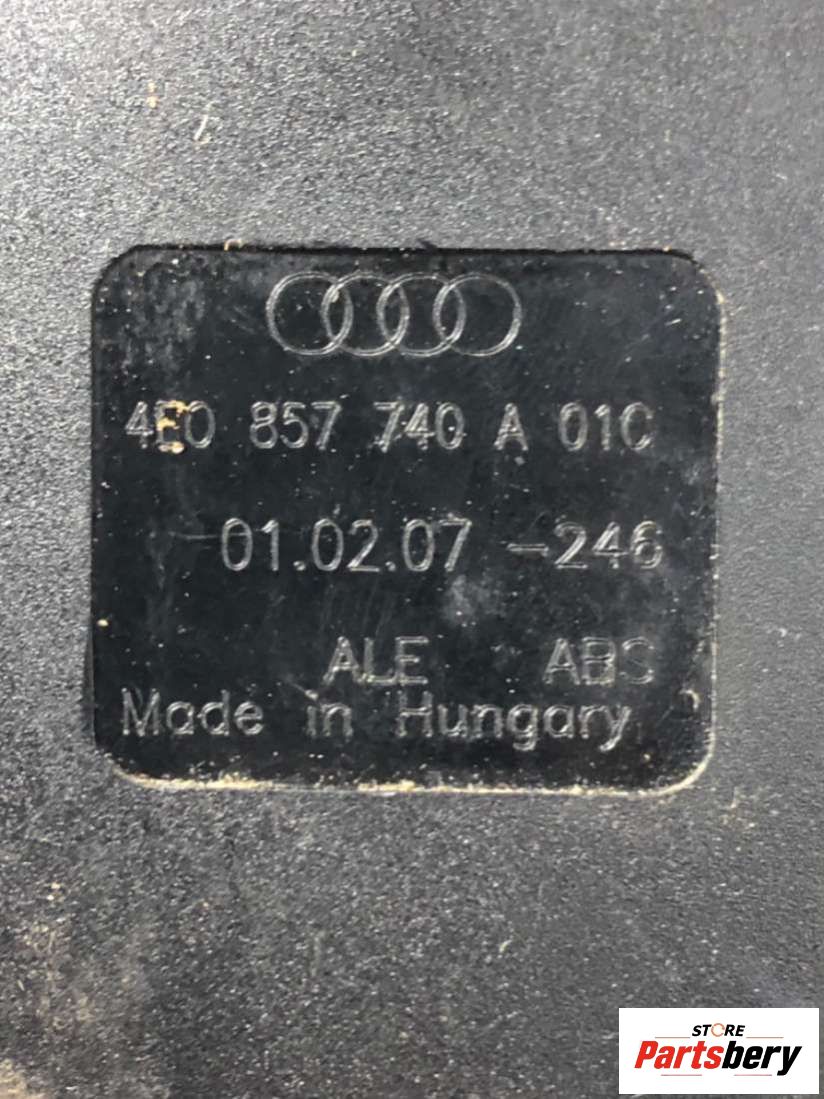 4E0 857 740 A 01C
01.02.07 -246
ALE ABS
Made in Hungary
STORE
Partsbery